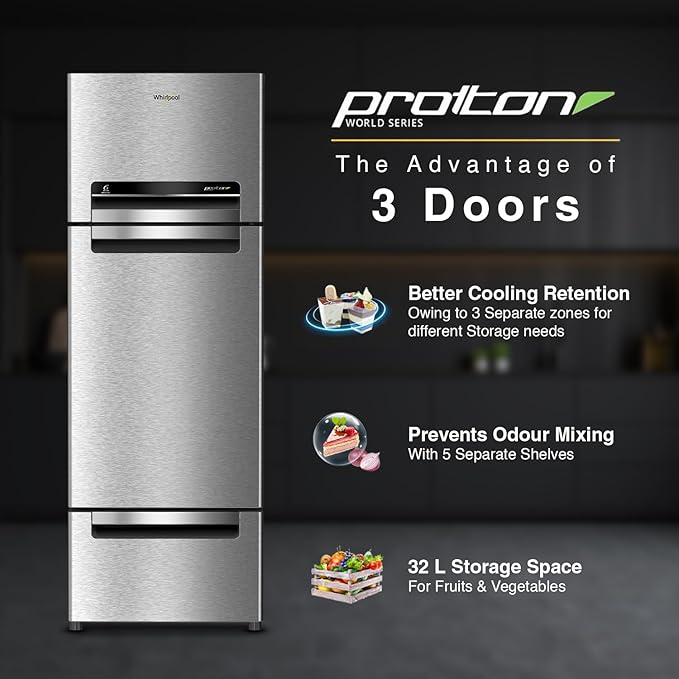 Whirlpool
protton
protton
WORLD SERIES
The Advantage of
3 Doors
Better Cooling Retention
Owing to 3 Separate zones for
different Storage needs
Prevents Odour Mixing
With 5 Separate Shelves
32 L Storage Space
For Fruits & Vegetables